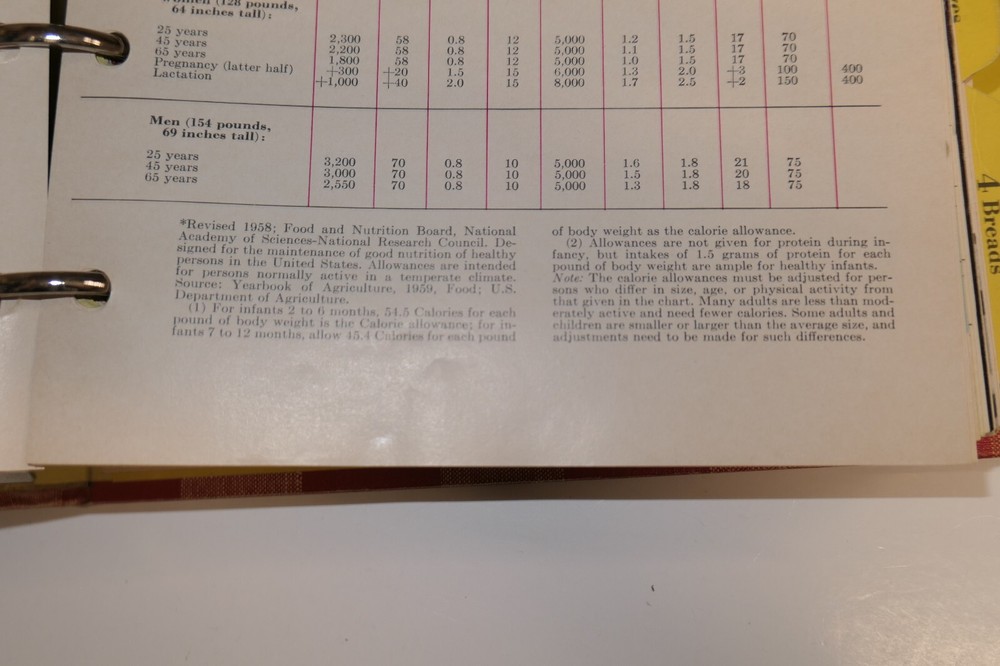 Women (128 pounds,
64 inches tall):
25 years 2,300 58 0.8 12 5,000 1.2 1.5 17 70
45 years 2,200 58 0.8 12 5,000 1.1 1.5 17 70
65 years 1,800 58 0.8 12 5,000 1.0 1.5 17 70
Pregnancy (latter half) +300 +20 1.5 15 6,000 1.3 2.0 +3 100 400
Lactation +1,000 +40 2.0 15 8,000 1.7 2.5 +2 150 400
Men (154 pounds,
69 inches tall):
25 years 3,200 70 0.8 10 5,000 1.6 1.8 21 75
45 years 3,000 70 0.8 10 5,000 1.5 1.8 20 75
65 years 2,550 70 0.8 10 5,000 1.3 1.8 18 75
*Revised 1958; Food and Nutrition Board, National
Academy of Sciences-National Research Council. De-
signed for the maintenance of good nutrition of healthy
persons in the United States. Allowances are intended
for persons normally active in a temperate climate.
Source: Yearbook of Agriculture, 1959, Food; U.S.
Department of Agriculture.
(1) For infants 2 to 6 months, 54.5 Calories for each
pound of body weight is the Calorie allowance; for in-
fants 7 to 12 months, allow 45.4 Calories for each pound
of body weight as the calorie allowance.
(2) Allowances are not given for protein during in-
fancy, but intakes of 1.5 grams of protein for each
pound of body weight are ample for healthy infants.
Note: The calorie allowances must be adjusted for per-
sons who differ in size, age, or physical activity from
that given in the chart. Many adults are less than mod-
erately active and need fewer calories. Some adults and
children are smaller or larger than the average size, and
adjustments need to be made for such differences.
4 Breads